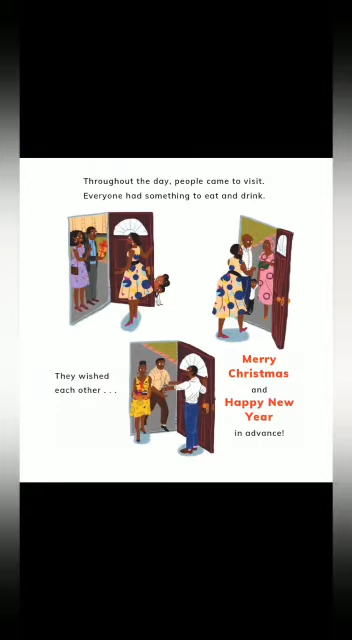 Throughout the day, people came to visit.
Everyone had something to eat and drink.
They wished
each other . . .
Merry
Christmas
and
Happy New
Year
in advance!